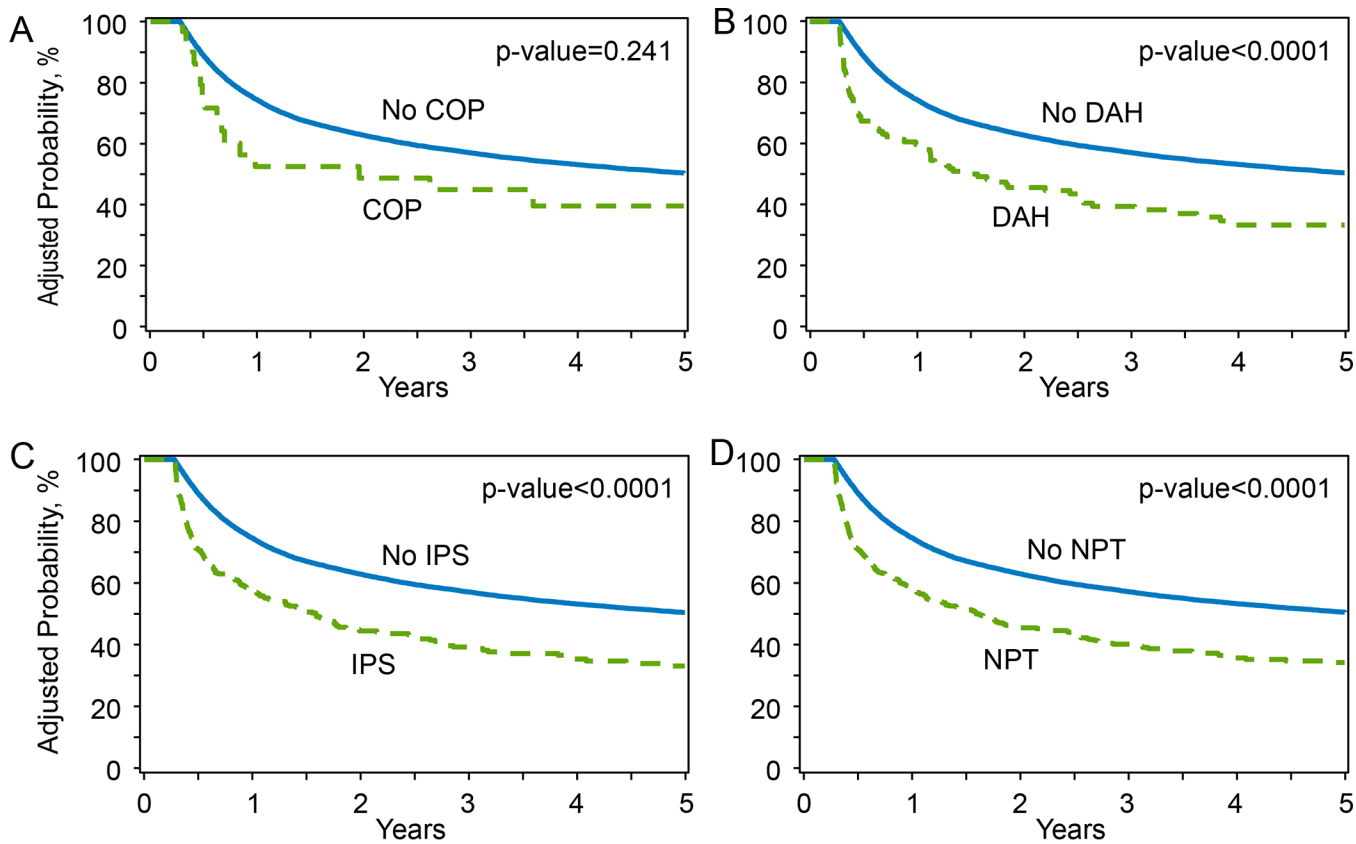 A
Adjusted Probability, %
100
80
60
40
20
0
p-value=0.241
No COP
COP
0 1 2 3 4 5
Years
B
100
80
60
40
20
0
p-value<0.0001
No DAH
DAH
0 1 2 3 4 5
Years
C
Adjusted Probability, %
100
80
60
40
20
0
p-value<0.0001
No IPS
IPS
0 1 2 3 4 5
Years
D
100
80
60
40
20
0
p-value<0.0001
No NPT
NPT
0 1 2 3 4 5
Years